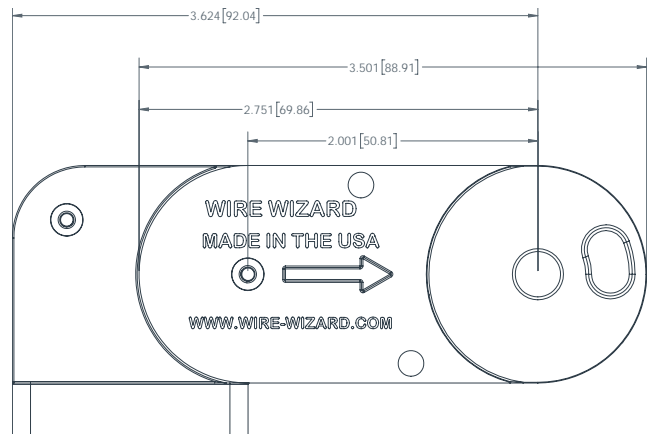 3.624[92.04]
3.501[88.91]
2.751[69.86]
2.001[50.81]
WIRE WIZARD
MADE IN THE USA
WWW.WIRE-WIZARD.COM